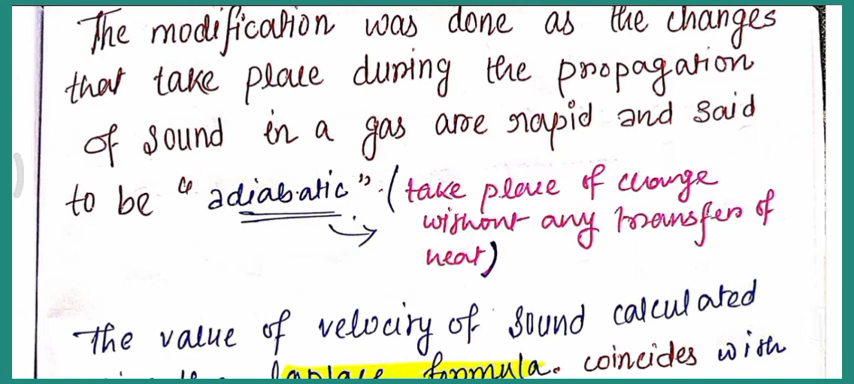 The modification was done as the changes
that take place during the propagation
of sound in a gas are rapid and said
to be "adiabatic". (take place of change
without any transfer of
heat)
The value of velocity of sound calculated
laplace formula. coincides with